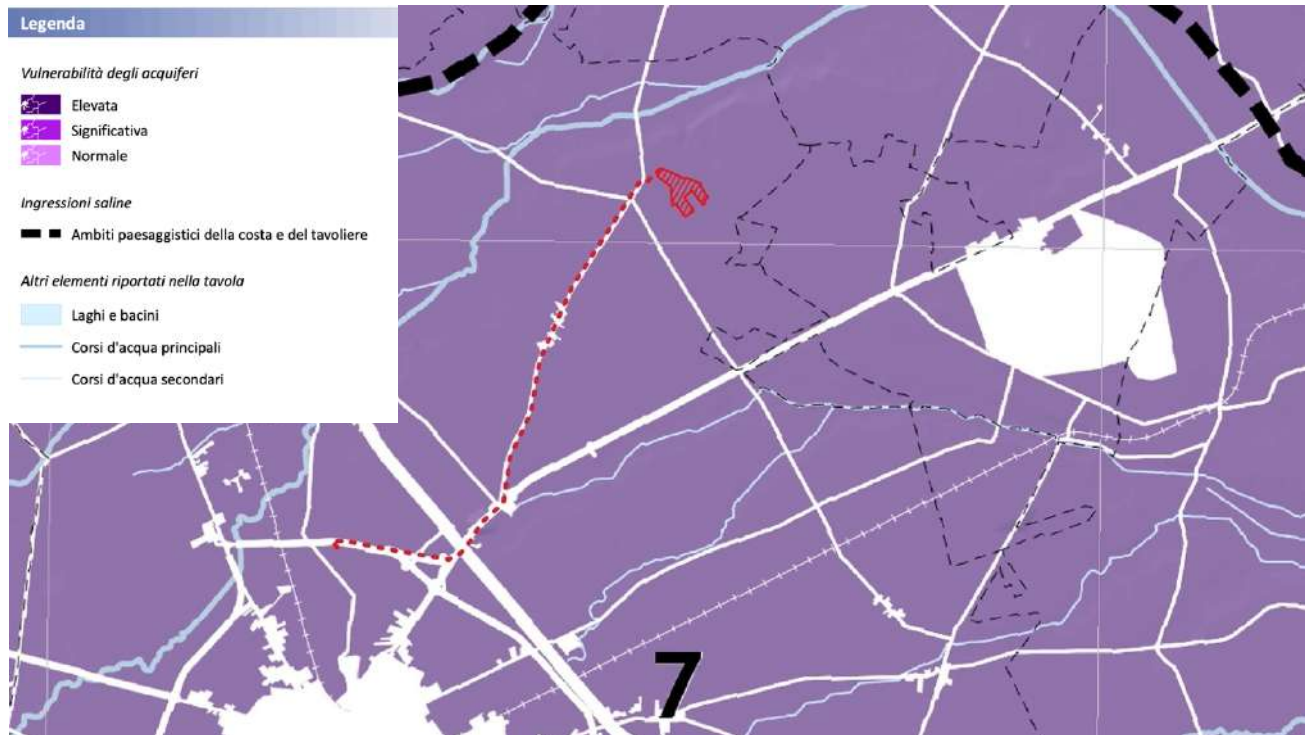 Legenda
Vulnerabilità degli acquiferi
Elevata
Significativa
Normale
Ingressioni saline
Ambiti paesaggistici della costa e del tavoliere
Altri elementi riportati nella tavola
Laghi e bacini
Corsi d'acqua principali
Corsi d'acqua secondari
7